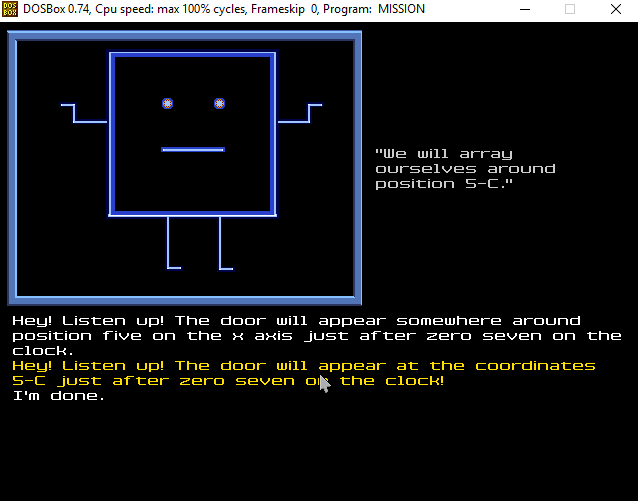 DOS
BOX
DOSBox 0.74, Cpu speed: max 100% cycles, Frameskip 0, Program: MISSION
"We will array
ourselves around
position 5-C."
Hey! Listen up! The door will appear somewhere around
position five on the x axis just after zero seven on the
clock.
Hey! Listen up! The door will appear at the coordinates
5-C just after zero seven on the clock!
I'm done.